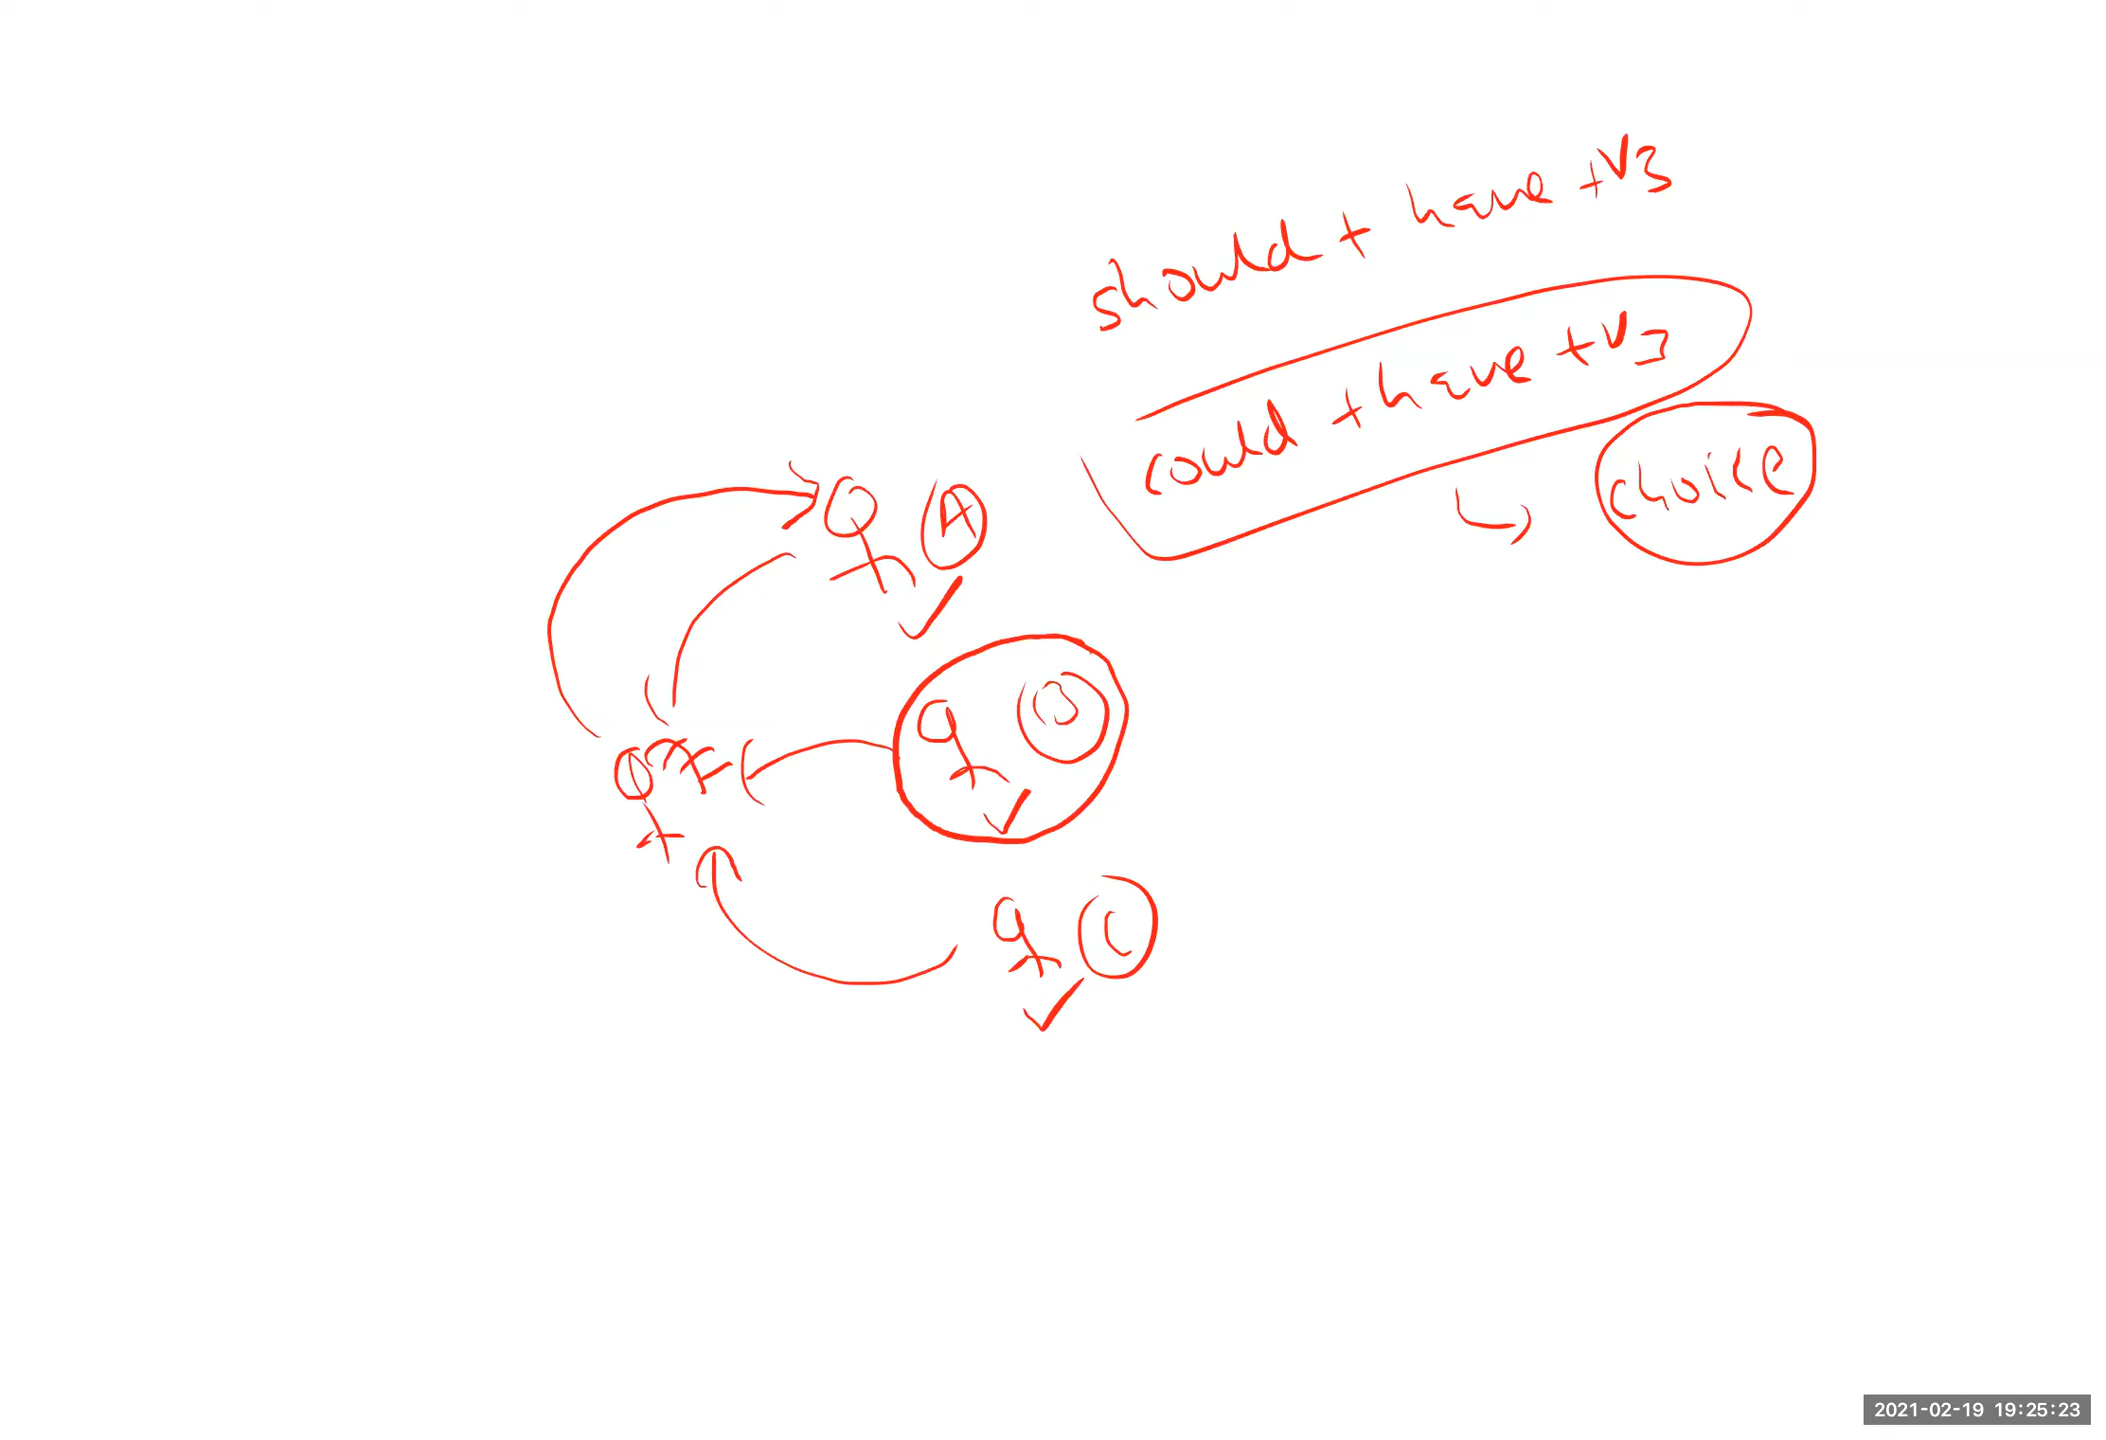 should + have + V3
could + have + V3
choice
A
B
C
2021-02-19 19:25:23